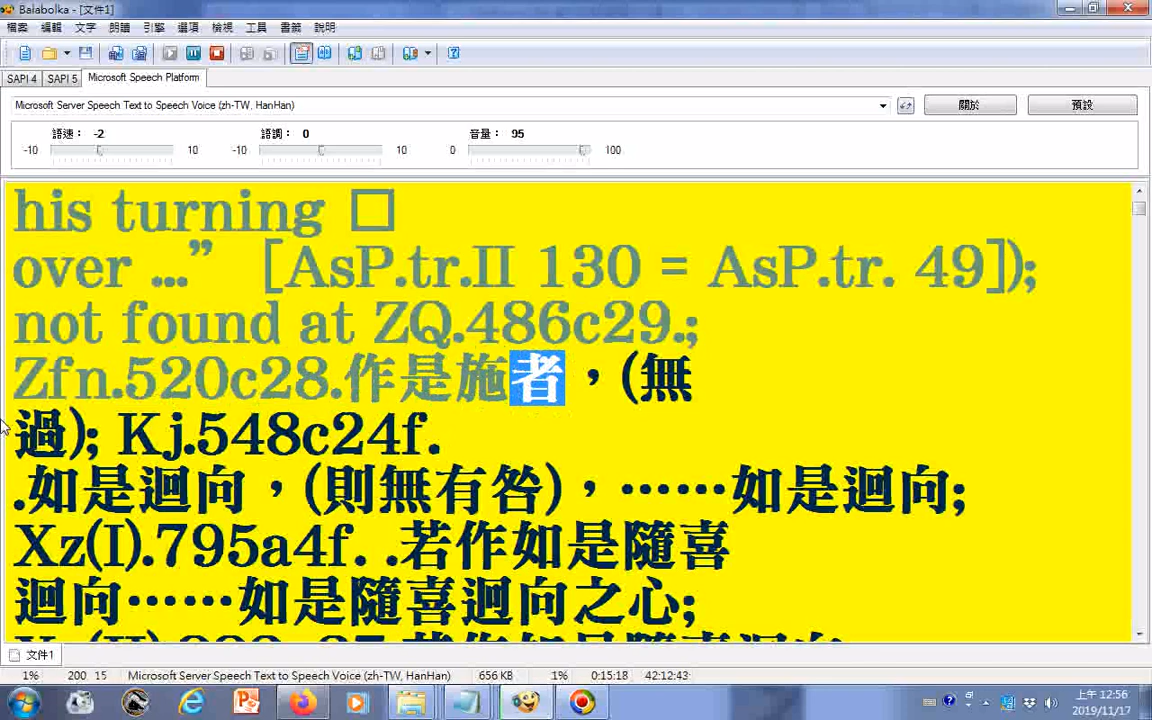 Balabolka - [文件1]
檔案 編輯 文字 朗讀 引擎 選項 檢視 工具 書籤 說明
SAPI 4 SAPI 5 Microsoft Speech Platform
Microsoft Server Speech Text to Speech Voice (zh-TW, HanHan) 關於 預設
語速： -2 語調： 0 音量： 95
-10 10 -10 10 0 100
his turning □
over ...” [AsP.tr.II 130 = AsP.tr. 49]);
not found at ZQ.486c29.;
Zfn.520c28.作是施者，(無
過); Kj.548c24f.
.如是迴向，(則無有咎)，……如是迴向;
Xz(I).795a4f. .若作如是隨喜
迴向……如是隨喜迴向之心;
文件1
1% 200 15 Microsoft Server Speech Text to Speech Voice (zh-TW, HanHan) 656 KB 1% 0:15:18 42:12:43
上午 12:56
2019/11/17